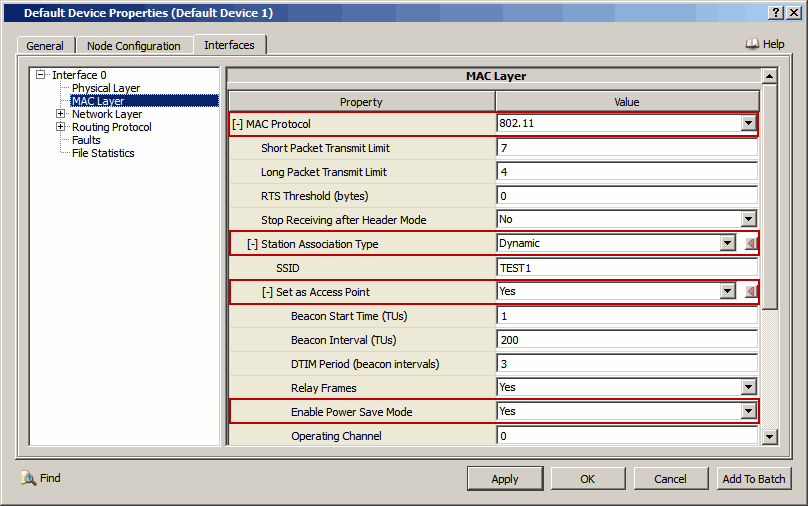 Default Device Properties (Default Device 1)
General
Node Configuration
Interfaces
Help
Interface 0
Physical Layer
MAC Layer
Network Layer
Routing Protocol
Faults
File Statistics
MAC Layer
Property Value
[-] MAC Protocol 802.11
Short Packet Transmit Limit 7
Long Packet Transmit Limit 4
RTS Threshold (bytes) 0
Stop Receiving after Header Mode No
[-] Station Association Type Dynamic
SSID TEST1
[-] Set as Access Point Yes
Beacon Start Time (TUs) 1
Beacon Interval (TUs) 200
DTIM Period (beacon intervals) 3
Relay Frames Yes
Enable Power Save Mode Yes
Operating Channel 0
Find
Apply
OK
Cancel
Add To Batch